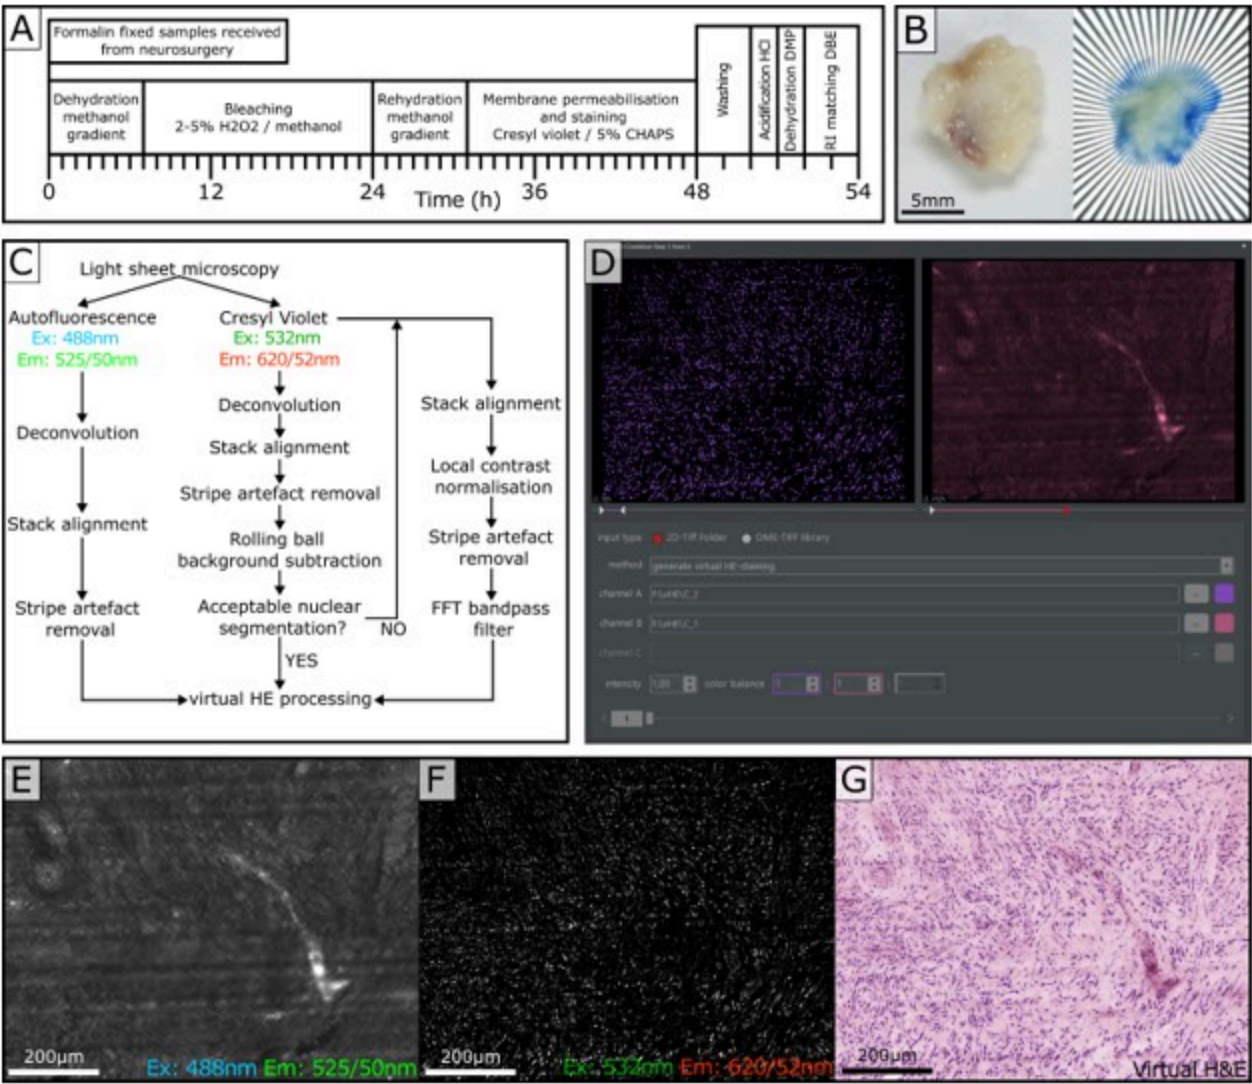 A
Formalin fixed samples received
from neurosurgery
Dehydration
methanol
gradient
Bleaching
2-5% H2O2 / methanol
Rehydration
methanol
gradient
Membrane permeabilisation
and staining
Cresyl violet / 5% CHAPS
Washing
Acidification HCl
Dehydration DMP
RI matching DBE
0
12
24
36
48
54
Time (h)
B
5mm
C
Light sheet microscopy
Autofluorescence
Ex: 488nm
Em: 525/50nm
Cresyl Violet
Ex: 532nm
Em: 620/52nm
Deconvolution
Stack alignment
Stripe artefact
removal
Deconvolution
Stack alignment
Stripe artefact removal
Rolling ball
background subtraction
Acceptable nuclear
segmentation?
NO
YES
Stack alignment
Local contrast
normalisation
Stripe artefact
removal
FFT bandpass
filter
virtual HE processing
D
input type 2D-Tiff Folder OME-TIFF library
method generate virtual HE-staining
channel A
channel B
channel C
intensity 1,00 color balance 1 1
1
E
200µm
Ex: 488nm Em: 525/50nm
F
200µm
Ex: 532nm Em: 620/52nm
G
200µm
Virtual H&E